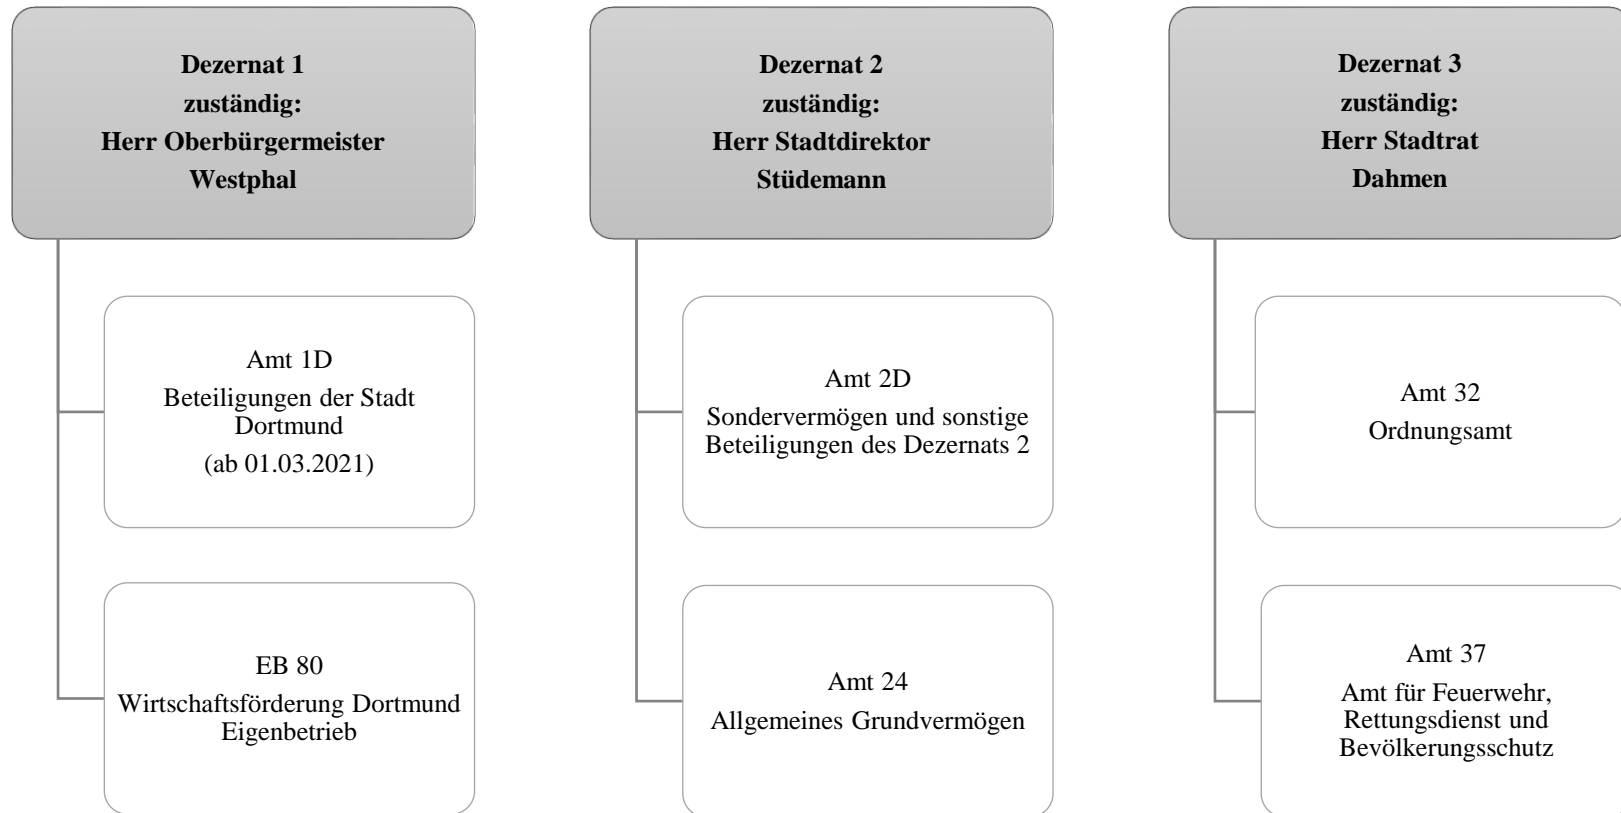 Dezernat 1
zuständig:
Herr Oberbürgermeister
Westphal
Amt 1D
Beteiligungen der Stadt
Dortmund
(ab 01.03.2021)
EB 80
Wirtschaftsförderung Dortmund
Eigenbetrieb
Dezernat 2
zuständig:
Herr Stadtdirektor
Stüdemann
Amt 2D
Sondervermögen und sonstige
Beteiligungen des Dezernats 2
Amt 24
Allgemeines Grundvermögen
Dezernat 3
zuständig:
Herr Stadtrat
Dahmen
Amt 32
Ordnungsamt
Amt 37
Amt für Feuerwehr,
Rettungsdienst und
Bevölkerungsschutz